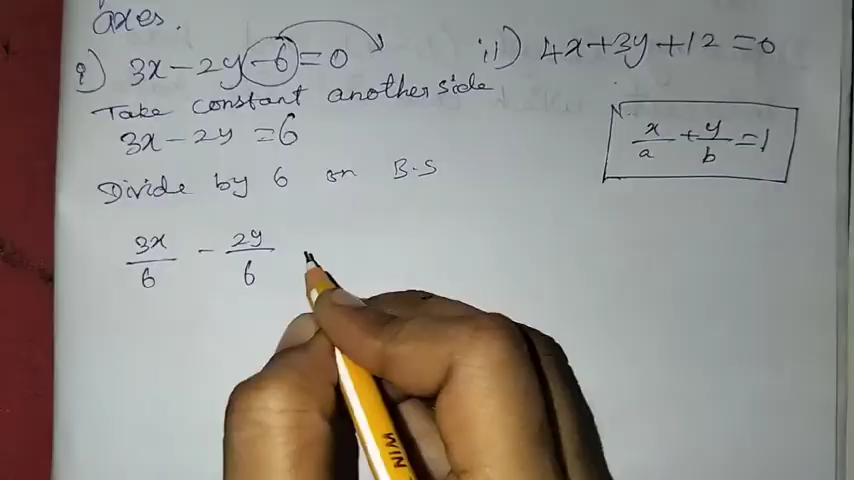 axes.
i) 3x - 2y - 6 = 0
ii) 4x + 3y + 12 = 0
Take constant another side
3x - 2y = 6
x/a + y/b = 1
Divide by 6 on B.S
3x/6 - 2y/6
WIN